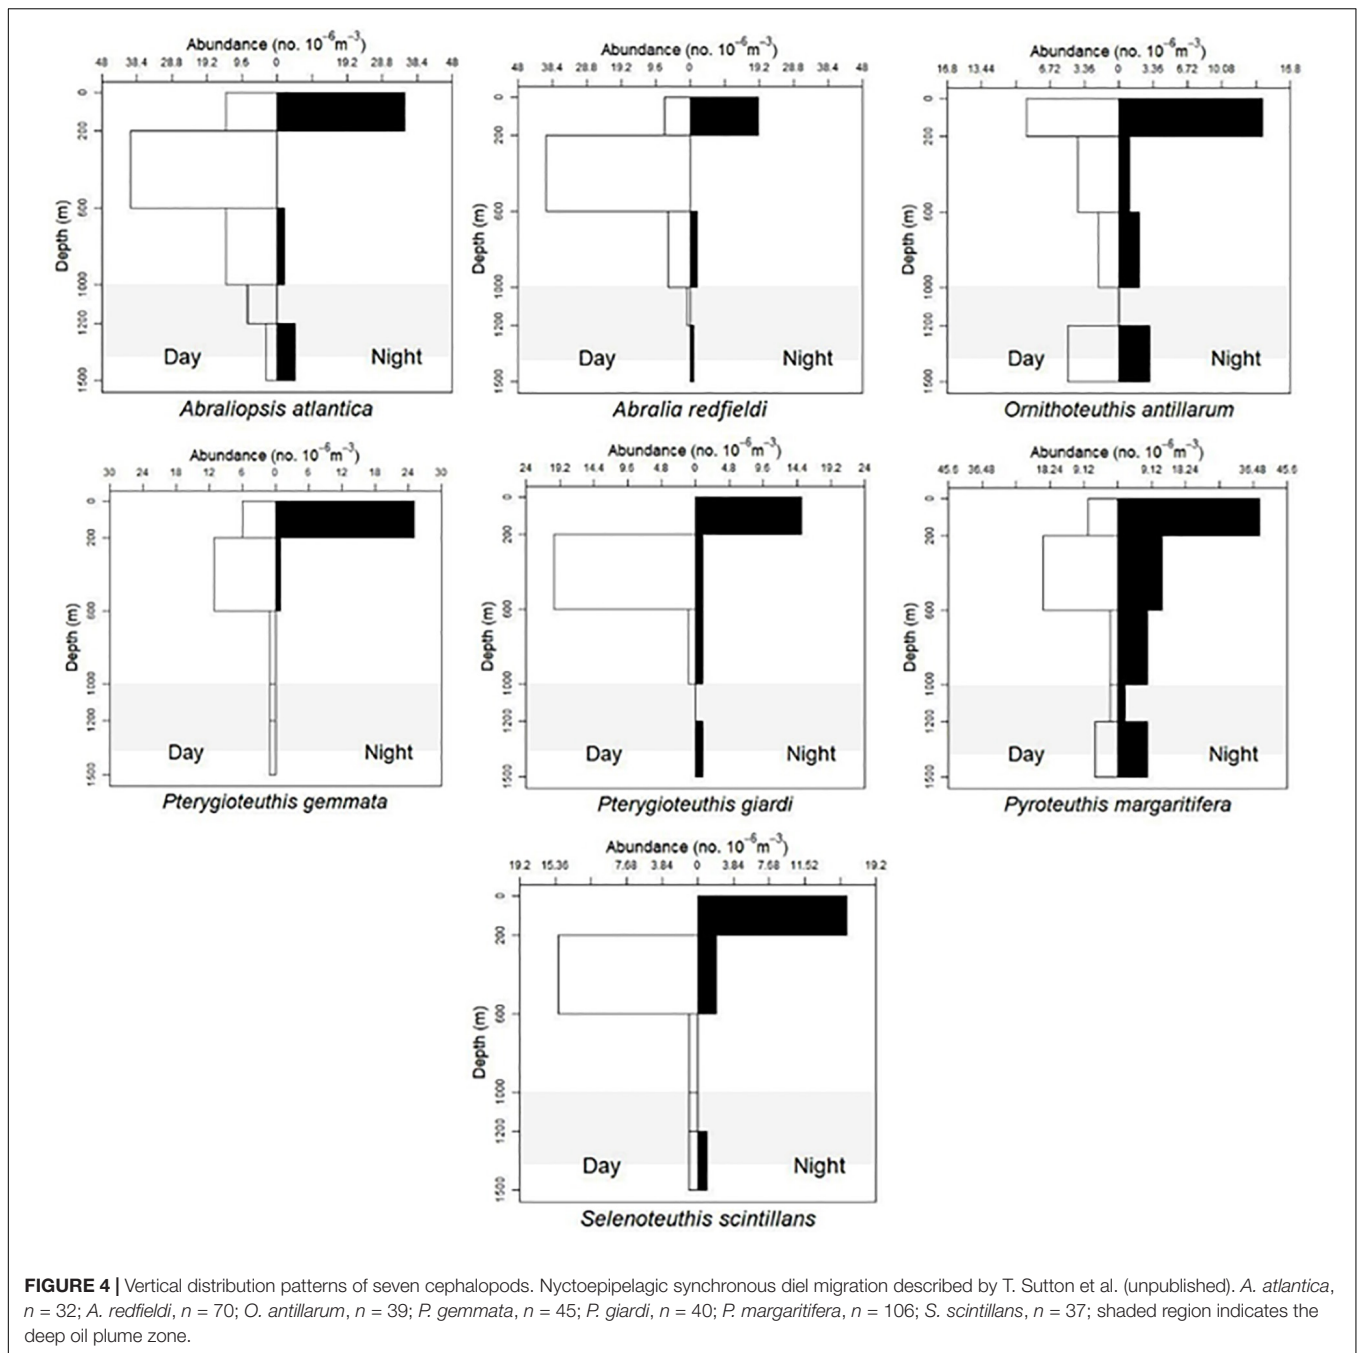 Abundance (no. 10⁻⁶m⁻³)
48 38.4 28.8 19.2 9.6 0 19.2 28.8 38.4 48
Depth (m)
0 200 600 1000 1200 1500
Day Night
Abraliopsis atlantica
Abundance (no. 10⁻⁶m⁻³)
48 38.4 28.8 19.2 9.6 0 19.2 28.8 38.4 48
Depth (m)
0 200 600 1000 1200 1500
Day Night
Abralia redfieldi
Abundance (no. 10⁻⁶m⁻³)
16.8 13.44 6.72 3.36 0 3.36 6.72 10.08 16.8
Depth (m)
0 200 600 1000 1200 1500
Day Night
Ornithoteuthis antillarum
Abundance (no. 10⁻⁶m⁻³)
30 24 18 12 6 0 6 12 18 24 30
Depth (m)
0 200 600 1000 1200 1500
Day Night
Pterygioteuthis gemmata
Abundance (no. 10⁻⁶m⁻³)
24 19.2 14.4 9.6 4.8 0 4.8 9.6 14.4 19.2 24
Depth (m)
0 200 600 1000 1200 1500
Day Night
Pterygioteuthis giardi
Abundance (no. 10⁻⁶m⁻³)
45.6 36.48 18.24 9.12 9.12 18.24 36.48 45.6
Depth (m)
0 200 600 1000 1200 1500
Day Night
Pyroteuthis margaritifera
Abundance (no. 10⁻⁶m⁻³)
19.2 15.36 7.68 3.84 0 3.84 7.68 11.52 19.2
Depth (m)
0 200 600 1000 1200 1500
Day Night
Selenoteuthis scintillans
FIGURE 4 | Vertical distribution patterns of seven cephalopods. Nyctoepipelagic synchronous diel migration described by T. Sutton et al. (unpublished). A. atlantica,
n = 32; A. redfieldi, n = 70; O. antillarum, n = 39; P. gemmata, n = 45; P. giardi, n = 40; P. margaritifera, n = 106; S. scintillans, n = 37; shaded region indicates the
deep oil plume zone.